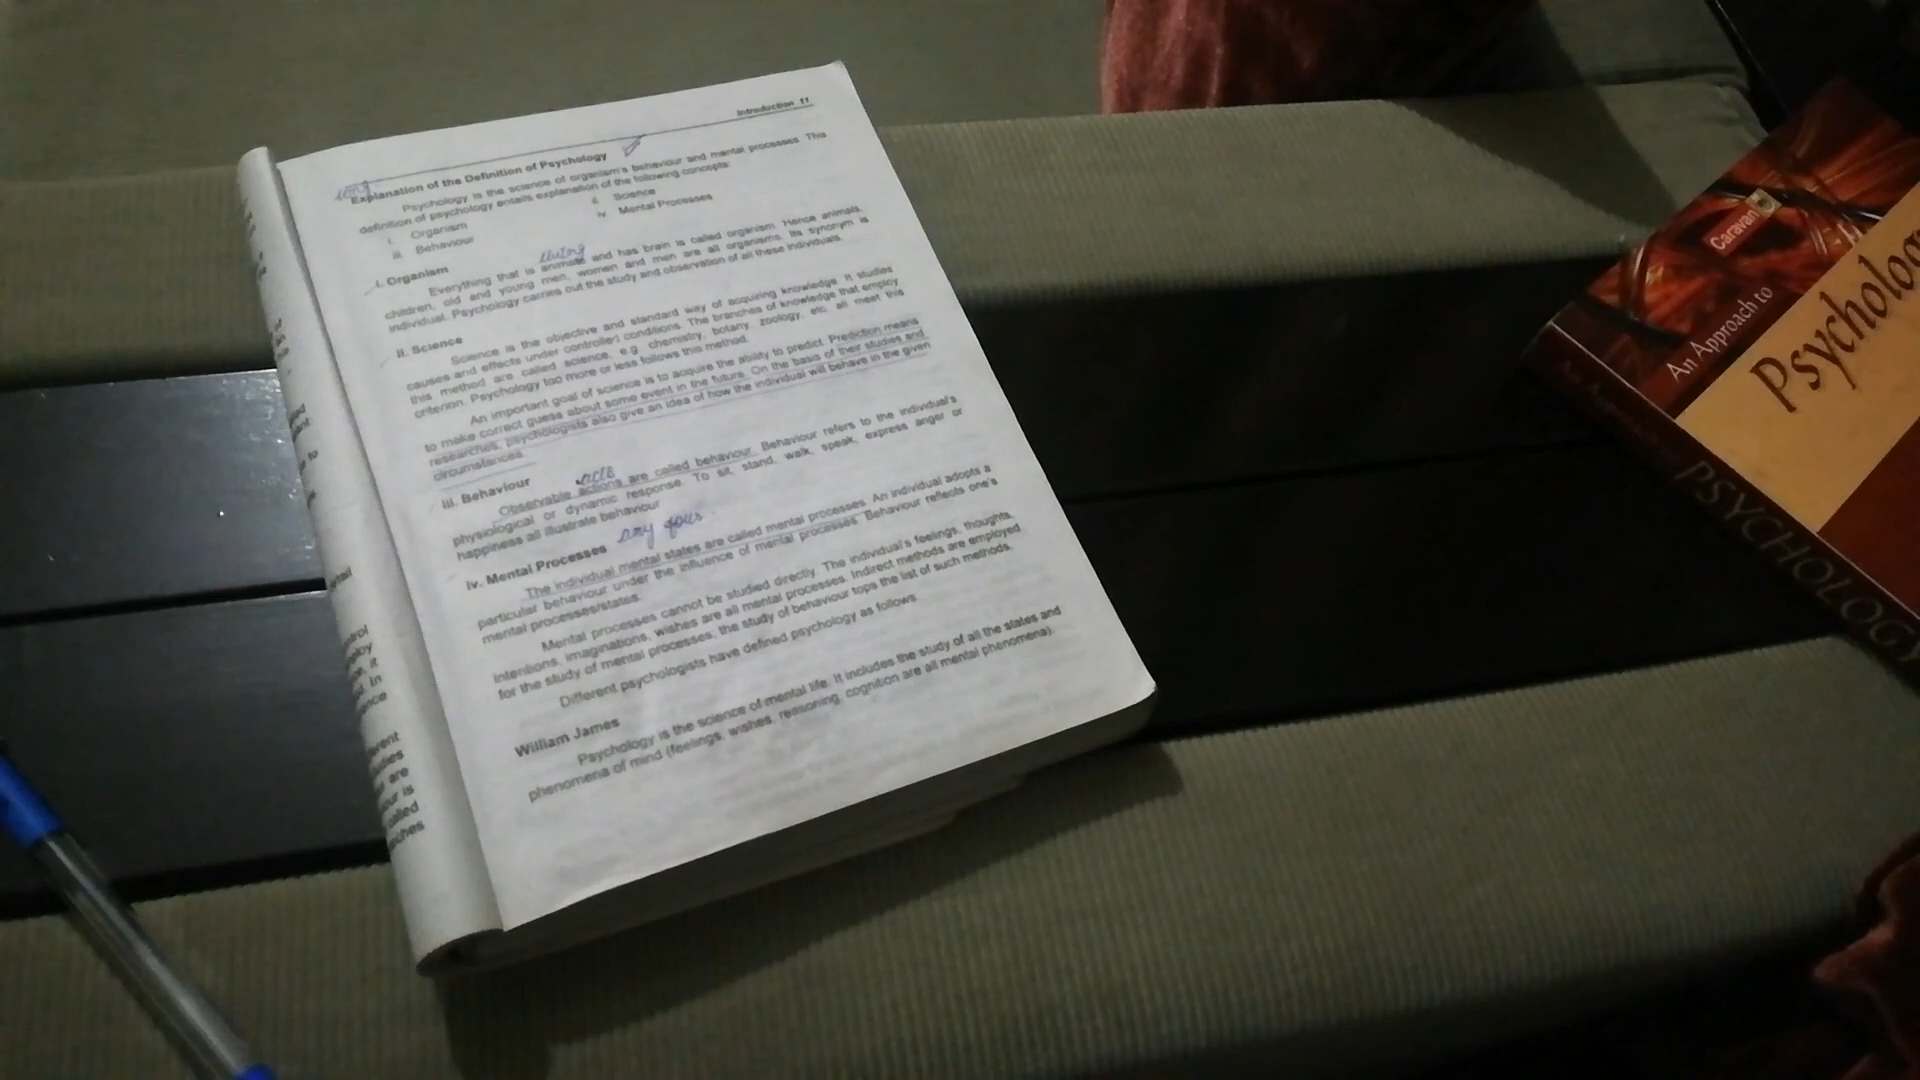 Introduction 11
Explanation of the Definition of Psychology
Psychology is the science of organism's behaviour and mental processes. This
definition of psychology entails explanation of the following concepts:
i. Organism ii. Science
iii. Behaviour iv. Mental Processes
I. Organism
living
Everything that is animate and has brain is called organism. Hence animals,
children, old and young men, women and men are all organisms. Its synonym is
individual. Psychology carries out the study and observation of all these individuals.
II. Science
Science is the objective and standard way of acquiring knowledge. It studies
causes and effects under controlled conditions. The branches of knowledge that employ
this method are called science, e.g. chemistry, botany, zoology, etc. all meet this
criterion. Psychology too more or less follows this method.
An important goal of science is to acquire the ability to predict. Prediction means
to make correct guess about some event in the future. On the basis of their studies and
researches, psychologists also give an idea of how the individual will behave in the given
circumstances.
III. Behaviour
acts
Observable actions are called behaviour. Behaviour refers to the individual's
physiological or dynamic response. To sit, stand, walk, speak, express anger or
happiness all illustrate behaviour.
iv. Mental Processes
The individual mental states are called mental processes. An individual adopts a
particular behaviour under the influence of mental processes. Behaviour reflects one's
mental processes/states.
Mental processes cannot be studied directly. The individual's feelings, thoughts,
intentions, imaginations, wishes are all mental processes. Indirect methods are employed
for the study of mental processes, the study of behaviour tops the list of such methods.
Different psychologists have defined psychology as follows
William James
Psychology is the science of mental life. It includes the study of all the states and
phenomena of mind (feelings, wishes, reasoning, cognition are all mental phenomena).
Caravan
An Approach to
Psycholo
An Approach to
PSYCHOLOGY